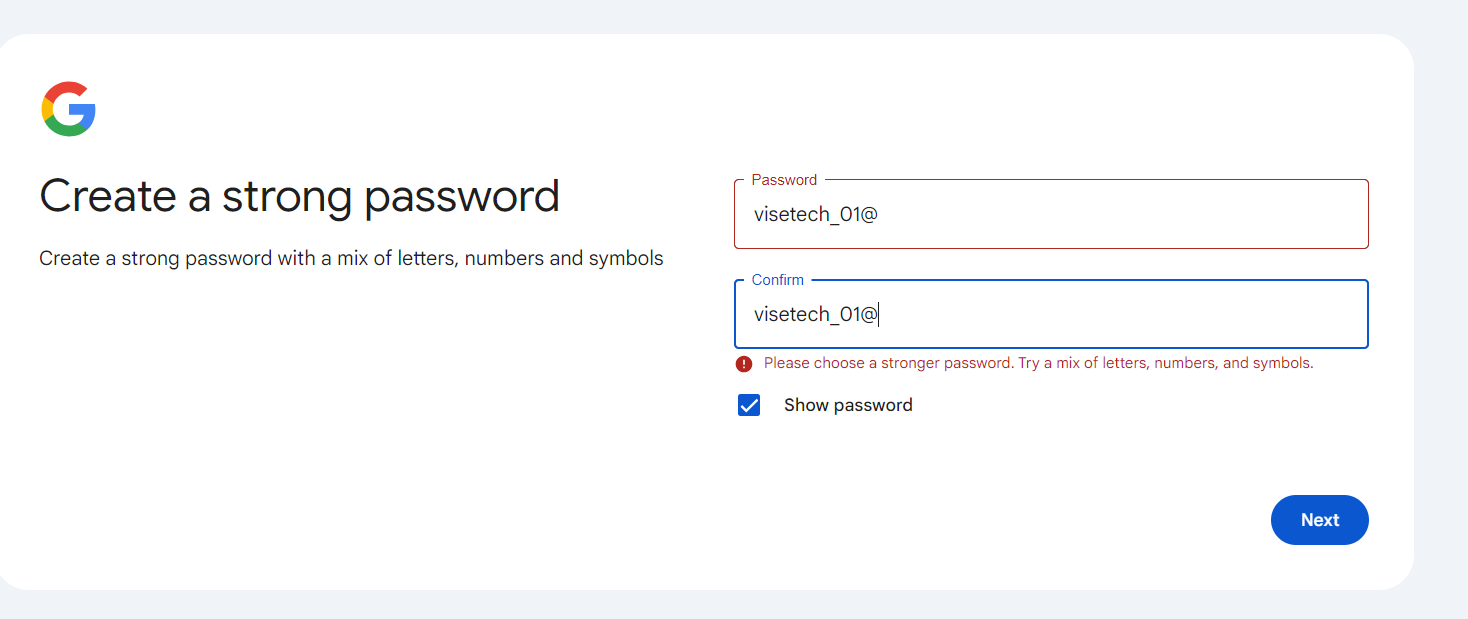 Create a strong password
Create a strong password with a mix of letters, numbers and symbols
Password
visetech_01@
Confirm
visetech_01@
Please choose a stronger password. Try a mix of letters, numbers, and symbols.
Show password
Next